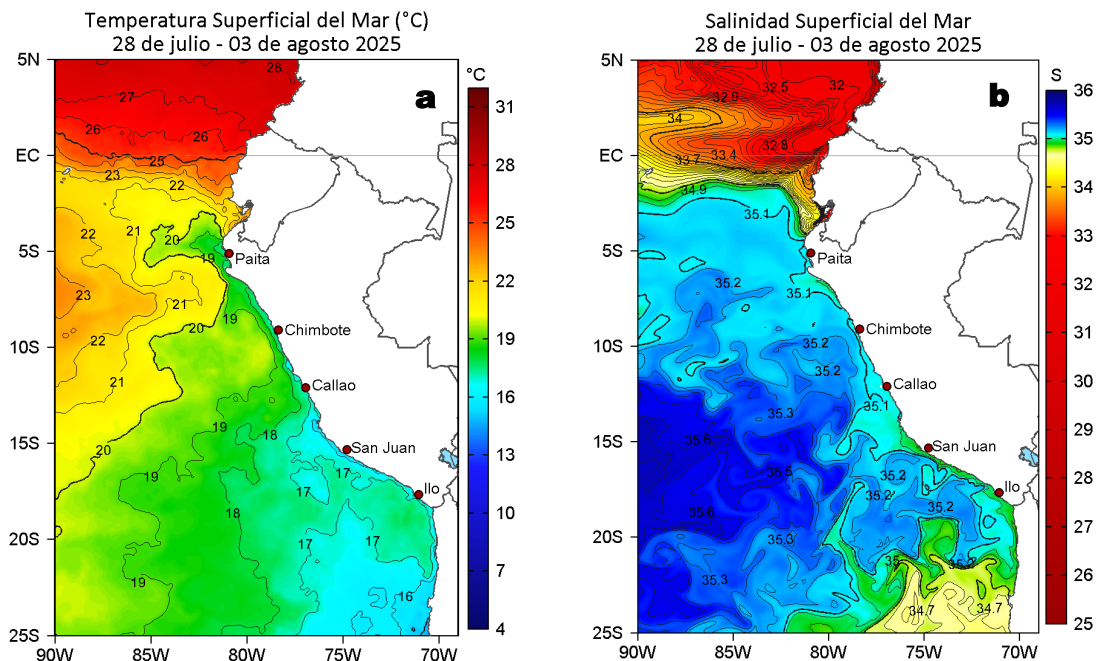 Temperatura Superficial del Mar (°C)
28 de julio - 03 de agosto 2025
5N
EC
5S
10S
15S
20S
25S
90W
85W
80W
75W
70W
a
28
27
26
26
25
23
22
21
20
22
19
23
21
20
19
22
21
19
18
20
19
17
17
18
17
17
19
16
Paita
Chimbote
Callao
San Juan
Ilo
°C
31
28
25
22
19
16
13
10
7
4
Salinidad Superficial del Mar
28 de julio - 03 de agosto 2025
5N
EC
5S
10S
15S
20S
25S
90W
85W
80W
75W
70W
b
32.5
32
32.9
34
32.8
33.7
33.4
34.9
35.1
35.2
35.1
35.2
35.2
35.3
35.1
35.6
35.5
35.2
35.2
35.2
35.6
35.3
35
35.3
34.7
34.7
Paita
Chimbote
Callao
San Juan
Ilo
S
36
35
34
33
32
31
30
29
28
27
26
25